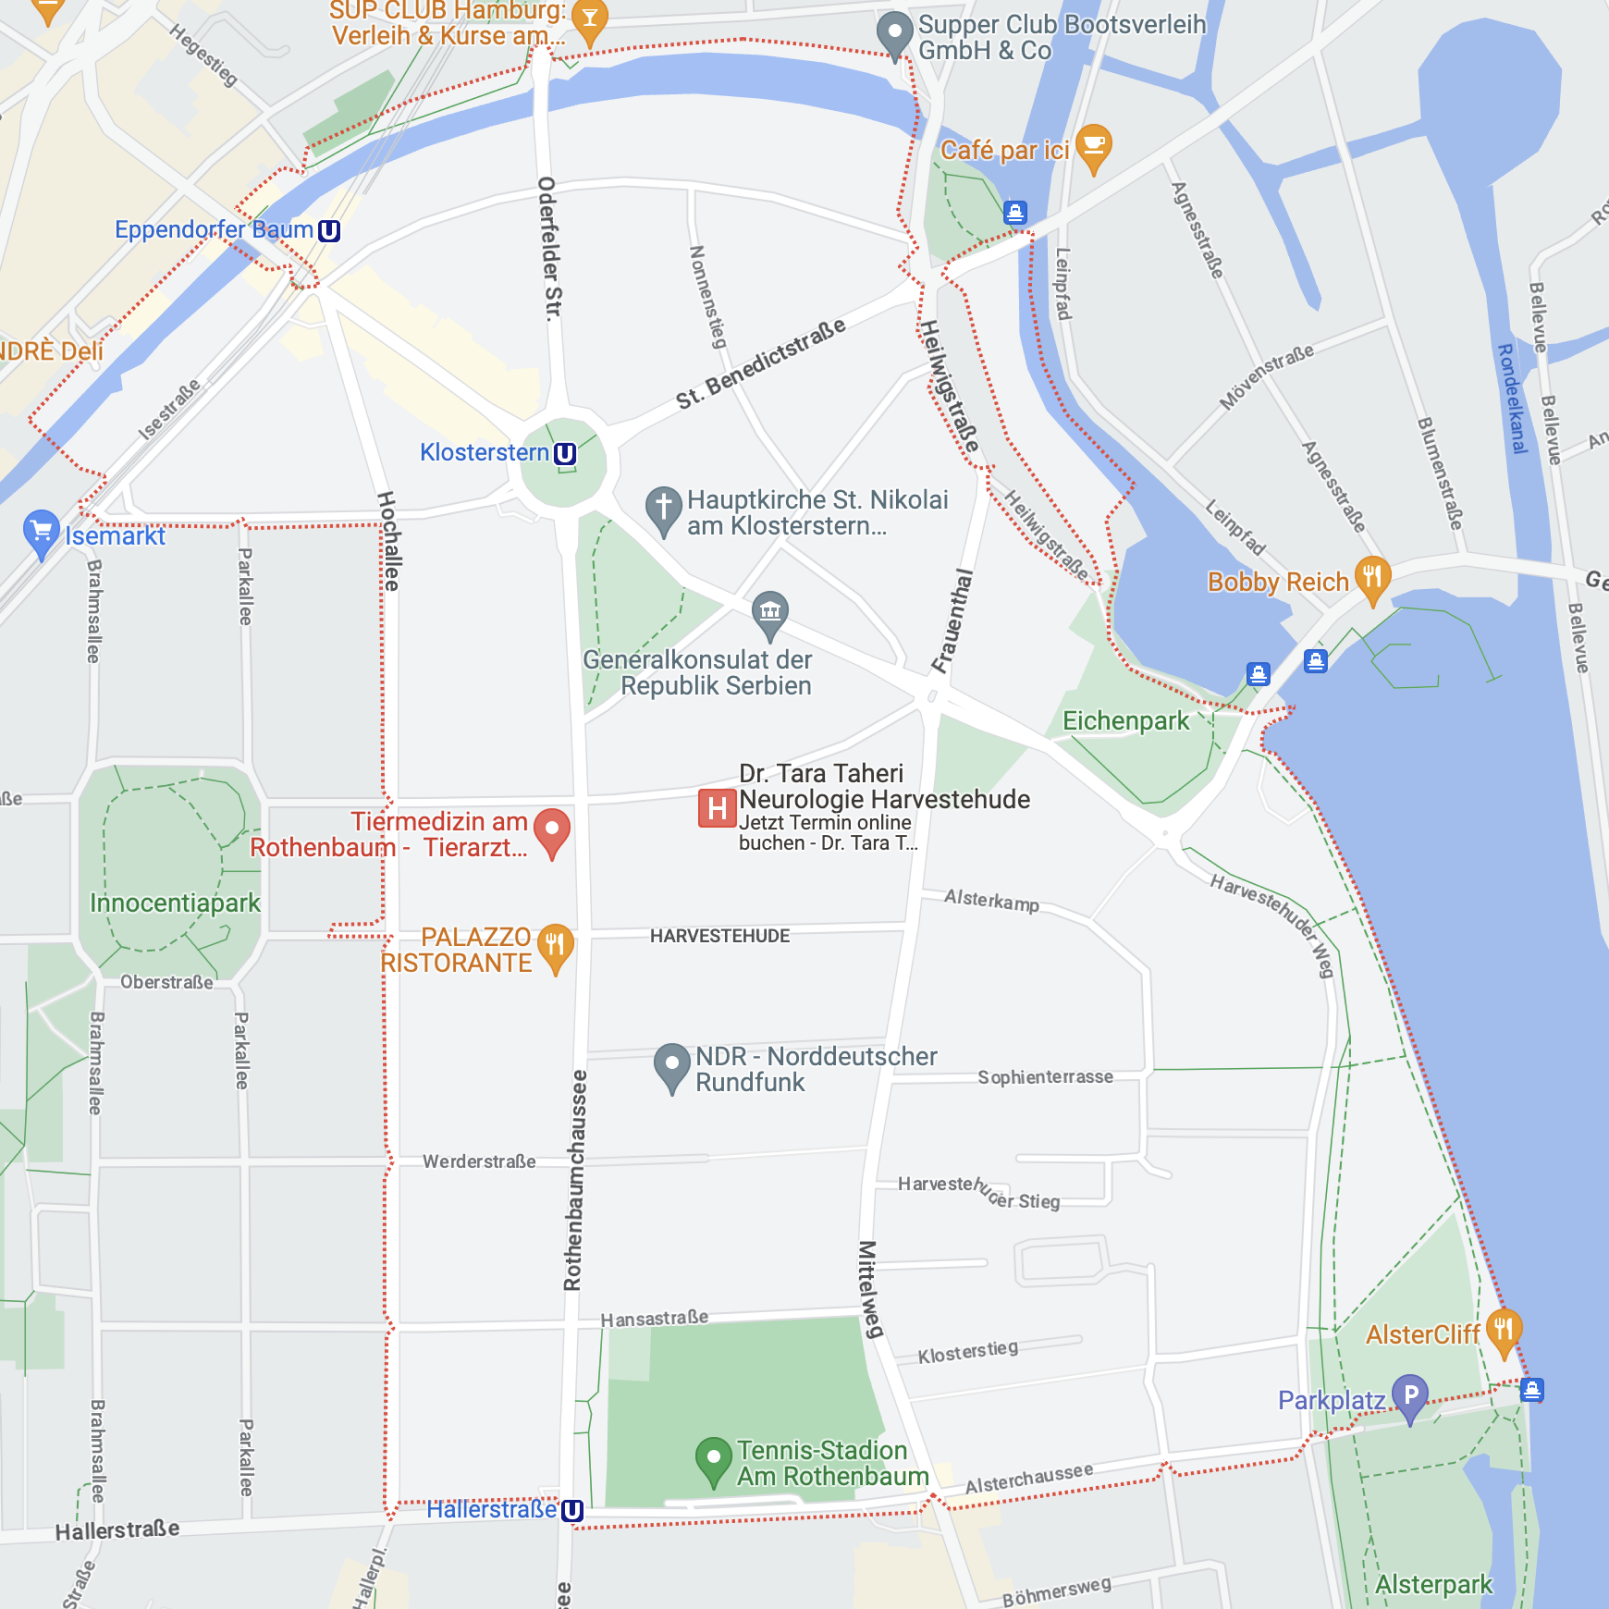 SUP CLUB Hamburg:
Verleih & Kurse am...
Supper Club Bootsverleih
GmbH & Co
Hegestieg
Café par ici
Eppendorfer Baum
U
Oderfelder Str.
Nonnenstieg
Agnesstraße
Leinpfad
Bellevue
Rondeelkanal
NDRÈ Deli
Isestraße
St. Benedictstraße
Heilwigstraße
Mövenstraße
Bellevue
Blumenstraße
Klosterstern
U
Hauptkirche St. Nikolai
am Klosterstern...
Hochallee
Heilwigstraße
Agnesstraße
Leinpfad
Isemarkt
Brahmsallee
Parkallee
Bobby Reich
Bellevue
Frauenthal
Generalkonsulat der
Republik Serbien
Eichenpark
Dr. Tara Taheri
Neurologie Harvestehude
Jetzt Termin online
buchen - Dr. Tara T...
H
Tiermedizin am
Rothenbaum - Tierarzt...
Innocentiapark
Alsterkamp
Harvestehuder Weg
PALAZZO
RISTORANTE
HARVESTEHUDE
Oberstraße
Brahmsallee
Parkallee
NDR - Norddeutscher
Rundfunk
Sophienterrasse
Rothenbaumchaussee
Werderstraße
Harvestehuder Stieg
Mittelweg
Hansastraße
Klosterstieg
AlsterCliff
Parkplatz
P
Brahmsallee
Parkallee
Tennis-Stadion
Am Rothenbaum
Alsterchaussee
Hallerstraße
U
Hallerstraße
Hallerpl.
Straße
Böhmersweg
Alsterpark